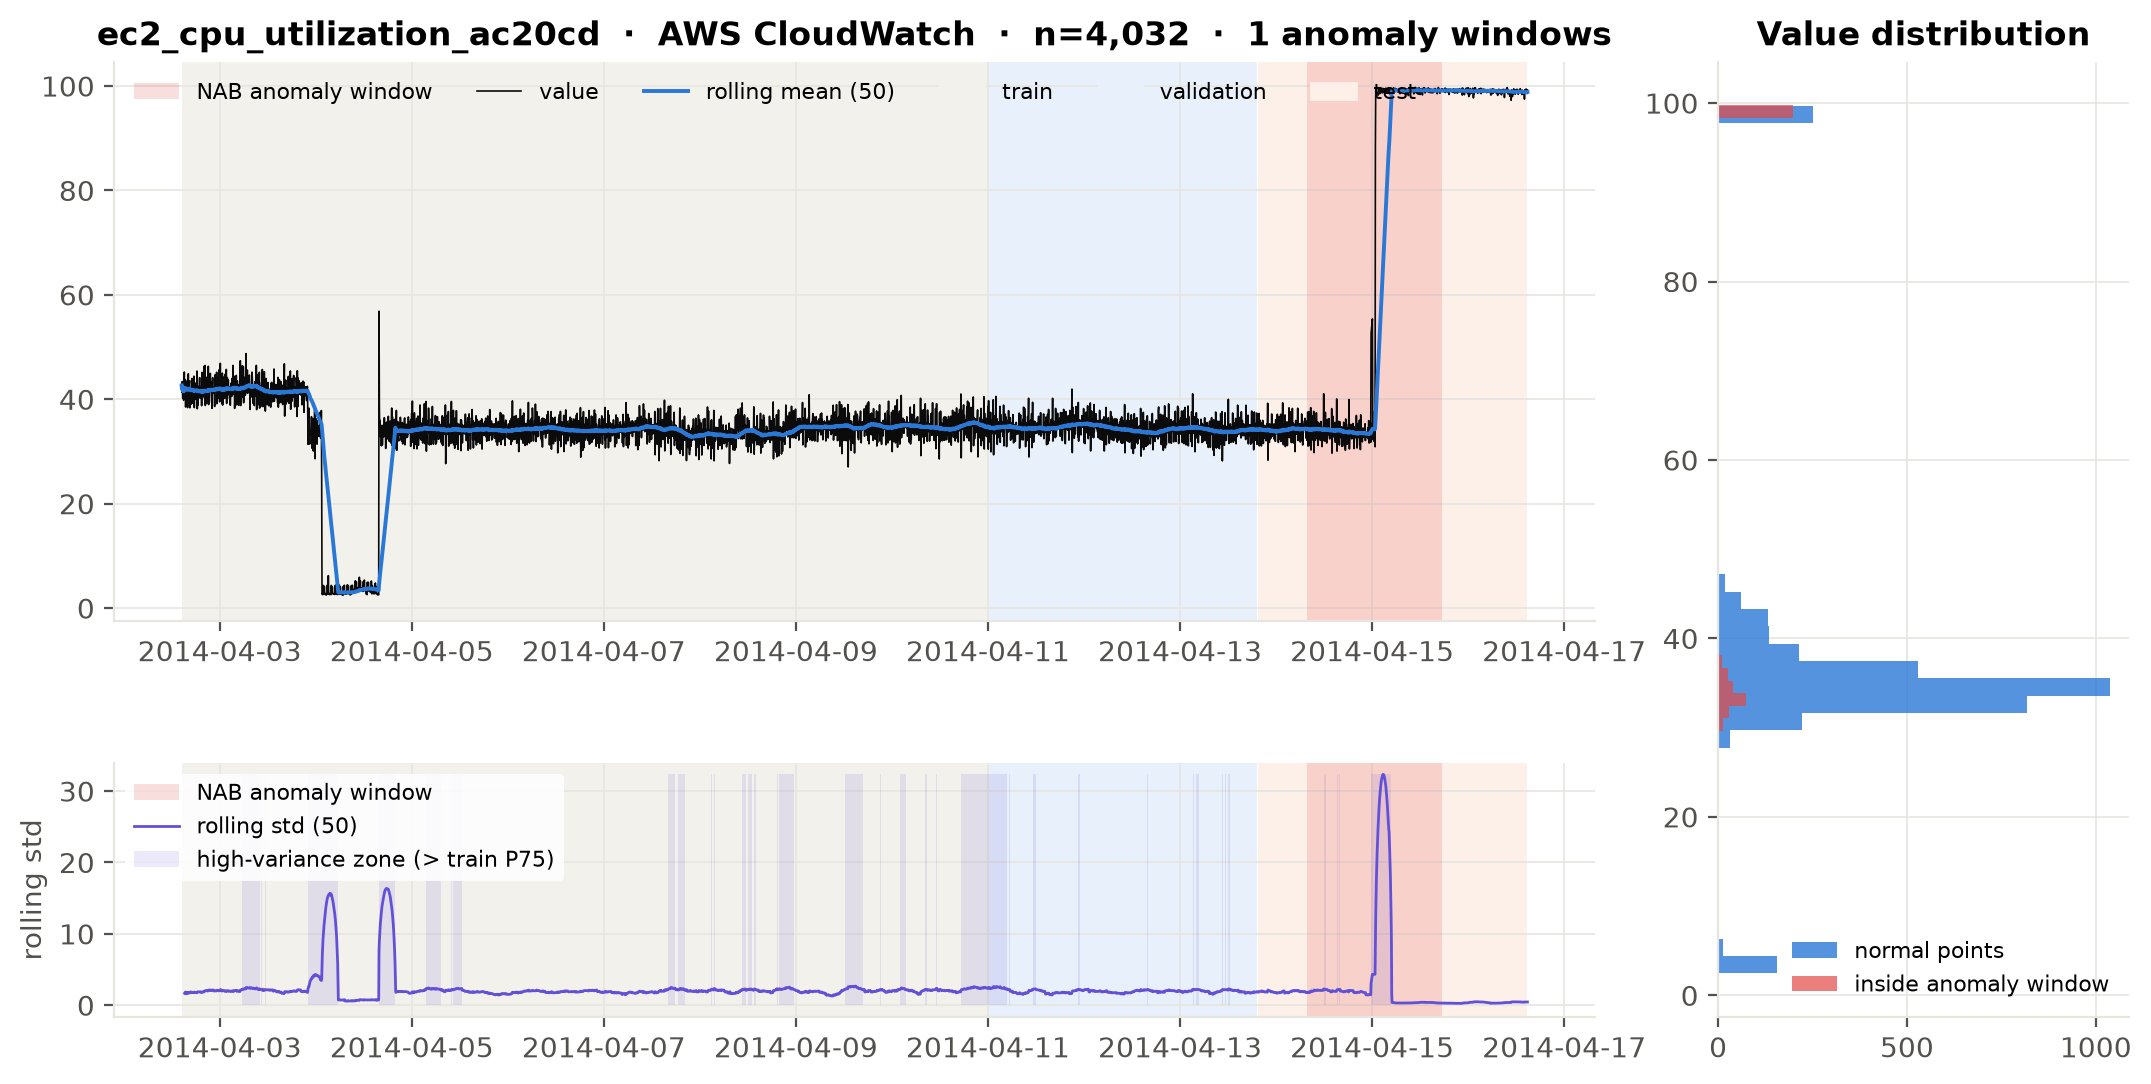 ec2_cpu_utilization_ac20cd · AWS CloudWatch · n=4,032 · 1 anomaly windows
NAB anomaly window
value
rolling mean (50)
train
validation
test
100
80
60
40
20
0
2014-04-03
2014-04-05
2014-04-07
2014-04-09
2014-04-11
2014-04-13
2014-04-15
2014-04-17
rolling std
NAB anomaly window
rolling std (50)
high-variance zone (> train P75)
30
20
10
0
2014-04-03
2014-04-05
2014-04-07
2014-04-09
2014-04-11
2014-04-13
2014-04-15
2014-04-17
Value distribution
100
80
60
40
20
0
normal points
inside anomaly window
0
500
1000